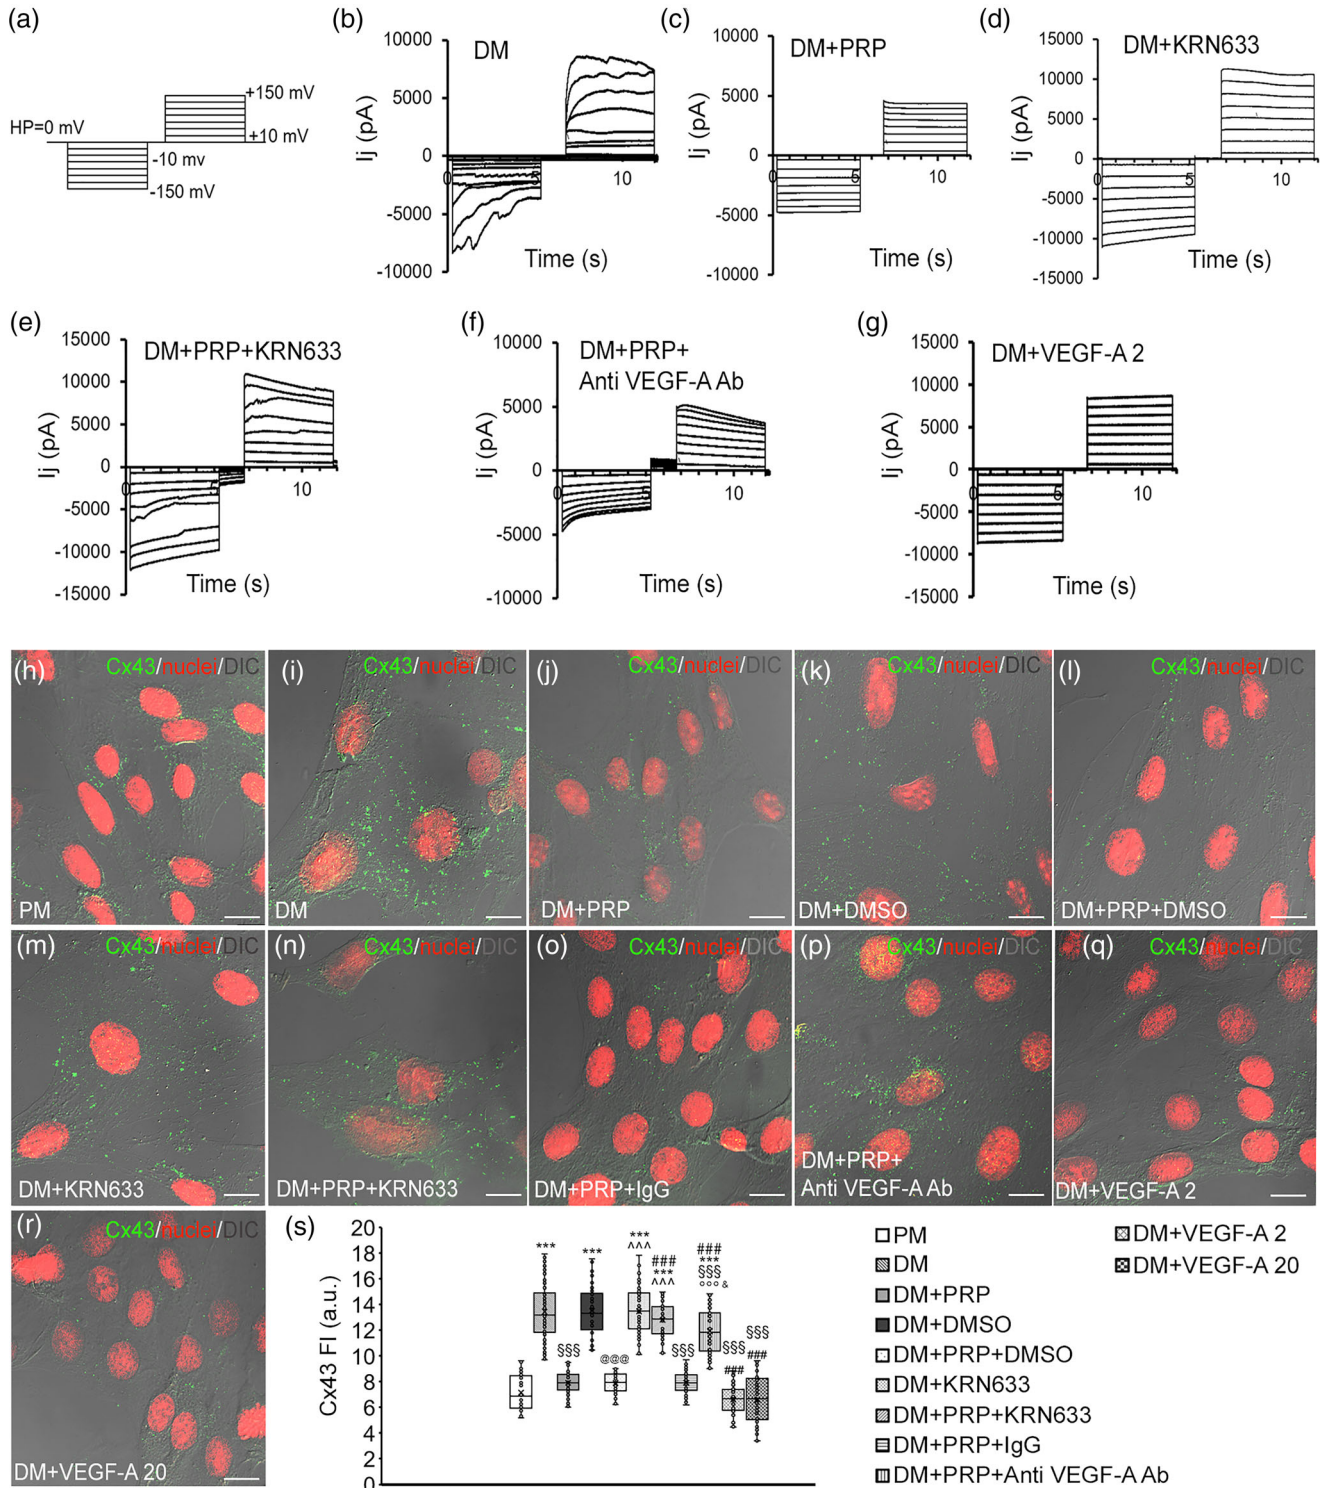 (a)
HP=0 mV
+150 mV
+10 mV
-10 mv
-150 mV
(b)
DM
10000
5000
0
-5000
-10000
Ij (pA)
0
5
10
Time (s)
(c)
DM+PRP
10000
5000
0
-5000
-10000
Ij (pA)
0
5
10
Time (s)
(d)
DM+KRN633
15000
10000
5000
0
-5000
-10000
-15000
Ij (pA)
0
5
10
Time (s)
(e)
DM+PRP+KRN633
15000
10000
5000
0
-5000
-10000
-15000
Ij (pA)
0
5
10
Time (s)
(f)
DM+PRP+
Anti VEGF-A Ab
10000
5000
0
-5000
-10000
Ij (pA)
0
5
10
Time (s)
(g)
DM+VEGF-A 2
15000
10000
5000
0
-5000
-10000
-15000
Ij (pA)
0
5
10
Time (s)
(h)
Cx43/nuclei/DIC
PM
(i)
Cx43/nuclei/DIC
DM
(j)
Cx43/nuclei/DIC
DM+PRP
(k)
Cx43/nuclei/DIC
DM+DMSO
(l)
Cx43/nuclei/DIC
DM+PRP+DMSO
(m)
Cx43/nuclei/DIC
DM+KRN633
(n)
Cx43/nuclei/DIC
DM+PRP+KRN633
(o)
Cx43/nuclei/DIC
DM+PRP+IgG
(p)
Cx43/nuclei/DIC
DM+PRP+
Anti VEGF-A Ab
(q)
Cx43/nuclei/DIC
DM+VEGF-A 2
(r)
Cx43/nuclei/DIC
DM+VEGF-A 20
(s)
Cx43 FI (a.u.)
20
18
16
14
12
10
8
6
4
2
0
***
§§§
***
@@@
***
^^^
###
***
^^^
§§§
###
***
§§§
°°° &
§§§
###
§§§
###
PM
DM
DM+PRP
DM+DMSO
DM+PRP+DMSO
DM+KRN633
DM+PRP+KRN633
DM+PRP+IgG
DM+PRP+Anti VEGF-A Ab
DM+VEGF-A 2
DM+VEGF-A 20